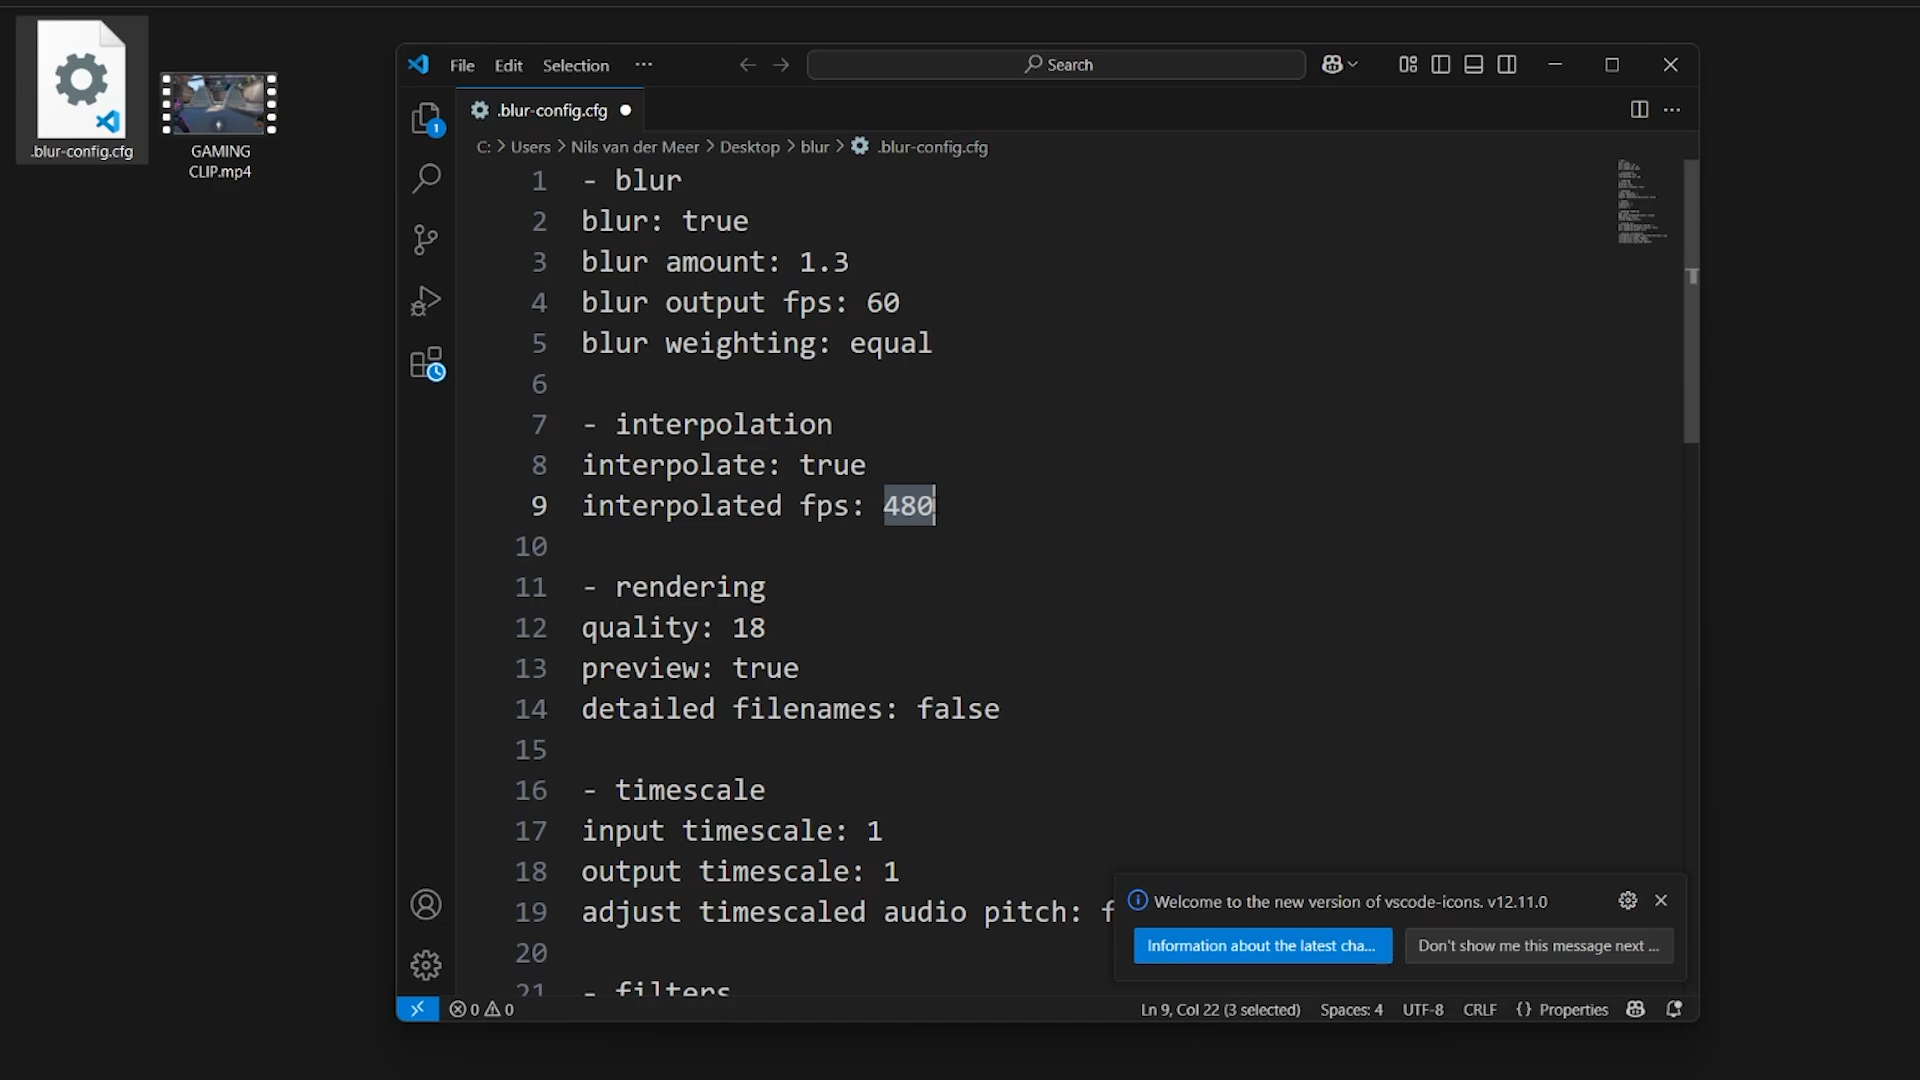 .blur-config.cfg
GAMING
CLIP.mp4
File Edit Selection ··· Search
.blur-config.cfg
C: > Users > Nils van der Meer > Desktop > blur > .blur-config.cfg
1 - blur
2 blur: true
3 blur amount: 1.3
4 blur output fps: 60
5 blur weighting: equal
6
7 - interpolation
8 interpolate: true
9 interpolated fps: 480
10
11 - rendering
12 quality: 18
13 preview: true
14 detailed filenames: false
15
16 - timescale
17 input timescale: 1
18 output timescale: 1
19 adjust timescaled audio pitch: f
20
21 - filters
1
Welcome to the new version of vscode-icons. v12.11.0
Information about the latest cha...
Don't show me this message next ...
0 0 Ln 9, Col 22 (3 selected) Spaces: 4 UTF-8 CRLF {} Properties